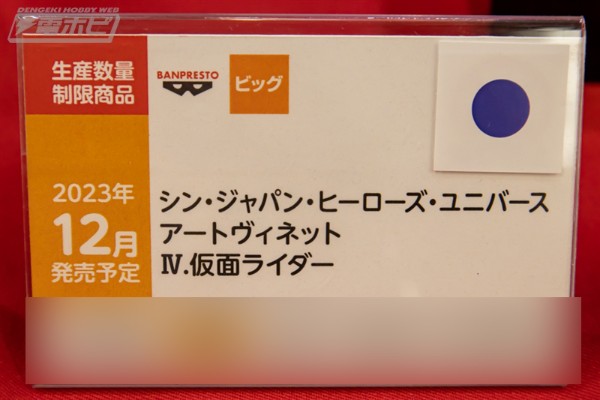 DENGEKI HOBBY WEB
電ホビ
生産数量
制限商品
BANPRESTO
ビッグ
2023年
12月
発売予定
シン・ジャパン・ヒーローズ・ユニバース
アートヴィネット
Ⅳ.仮面ライダー